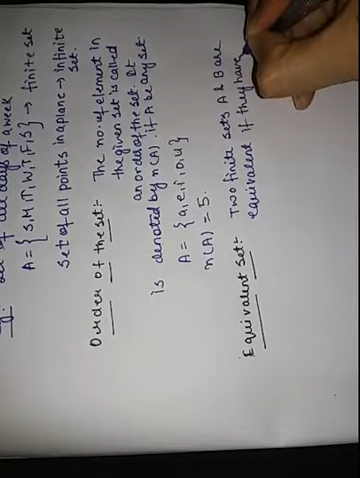 eg: set of all days of a week
A = { S, M, T, W, T, F, S } → finite set
Set of all points in a plane → infinite
set.
Order of the set:- The no. of element in
the given set is called
an order of the set. It
is denoted by n(A). if A be any set
A = { a, e, i, o, u }
n(A) = 5.
Equivalent Set:- Two finite sets A & B are
equivalent if they have